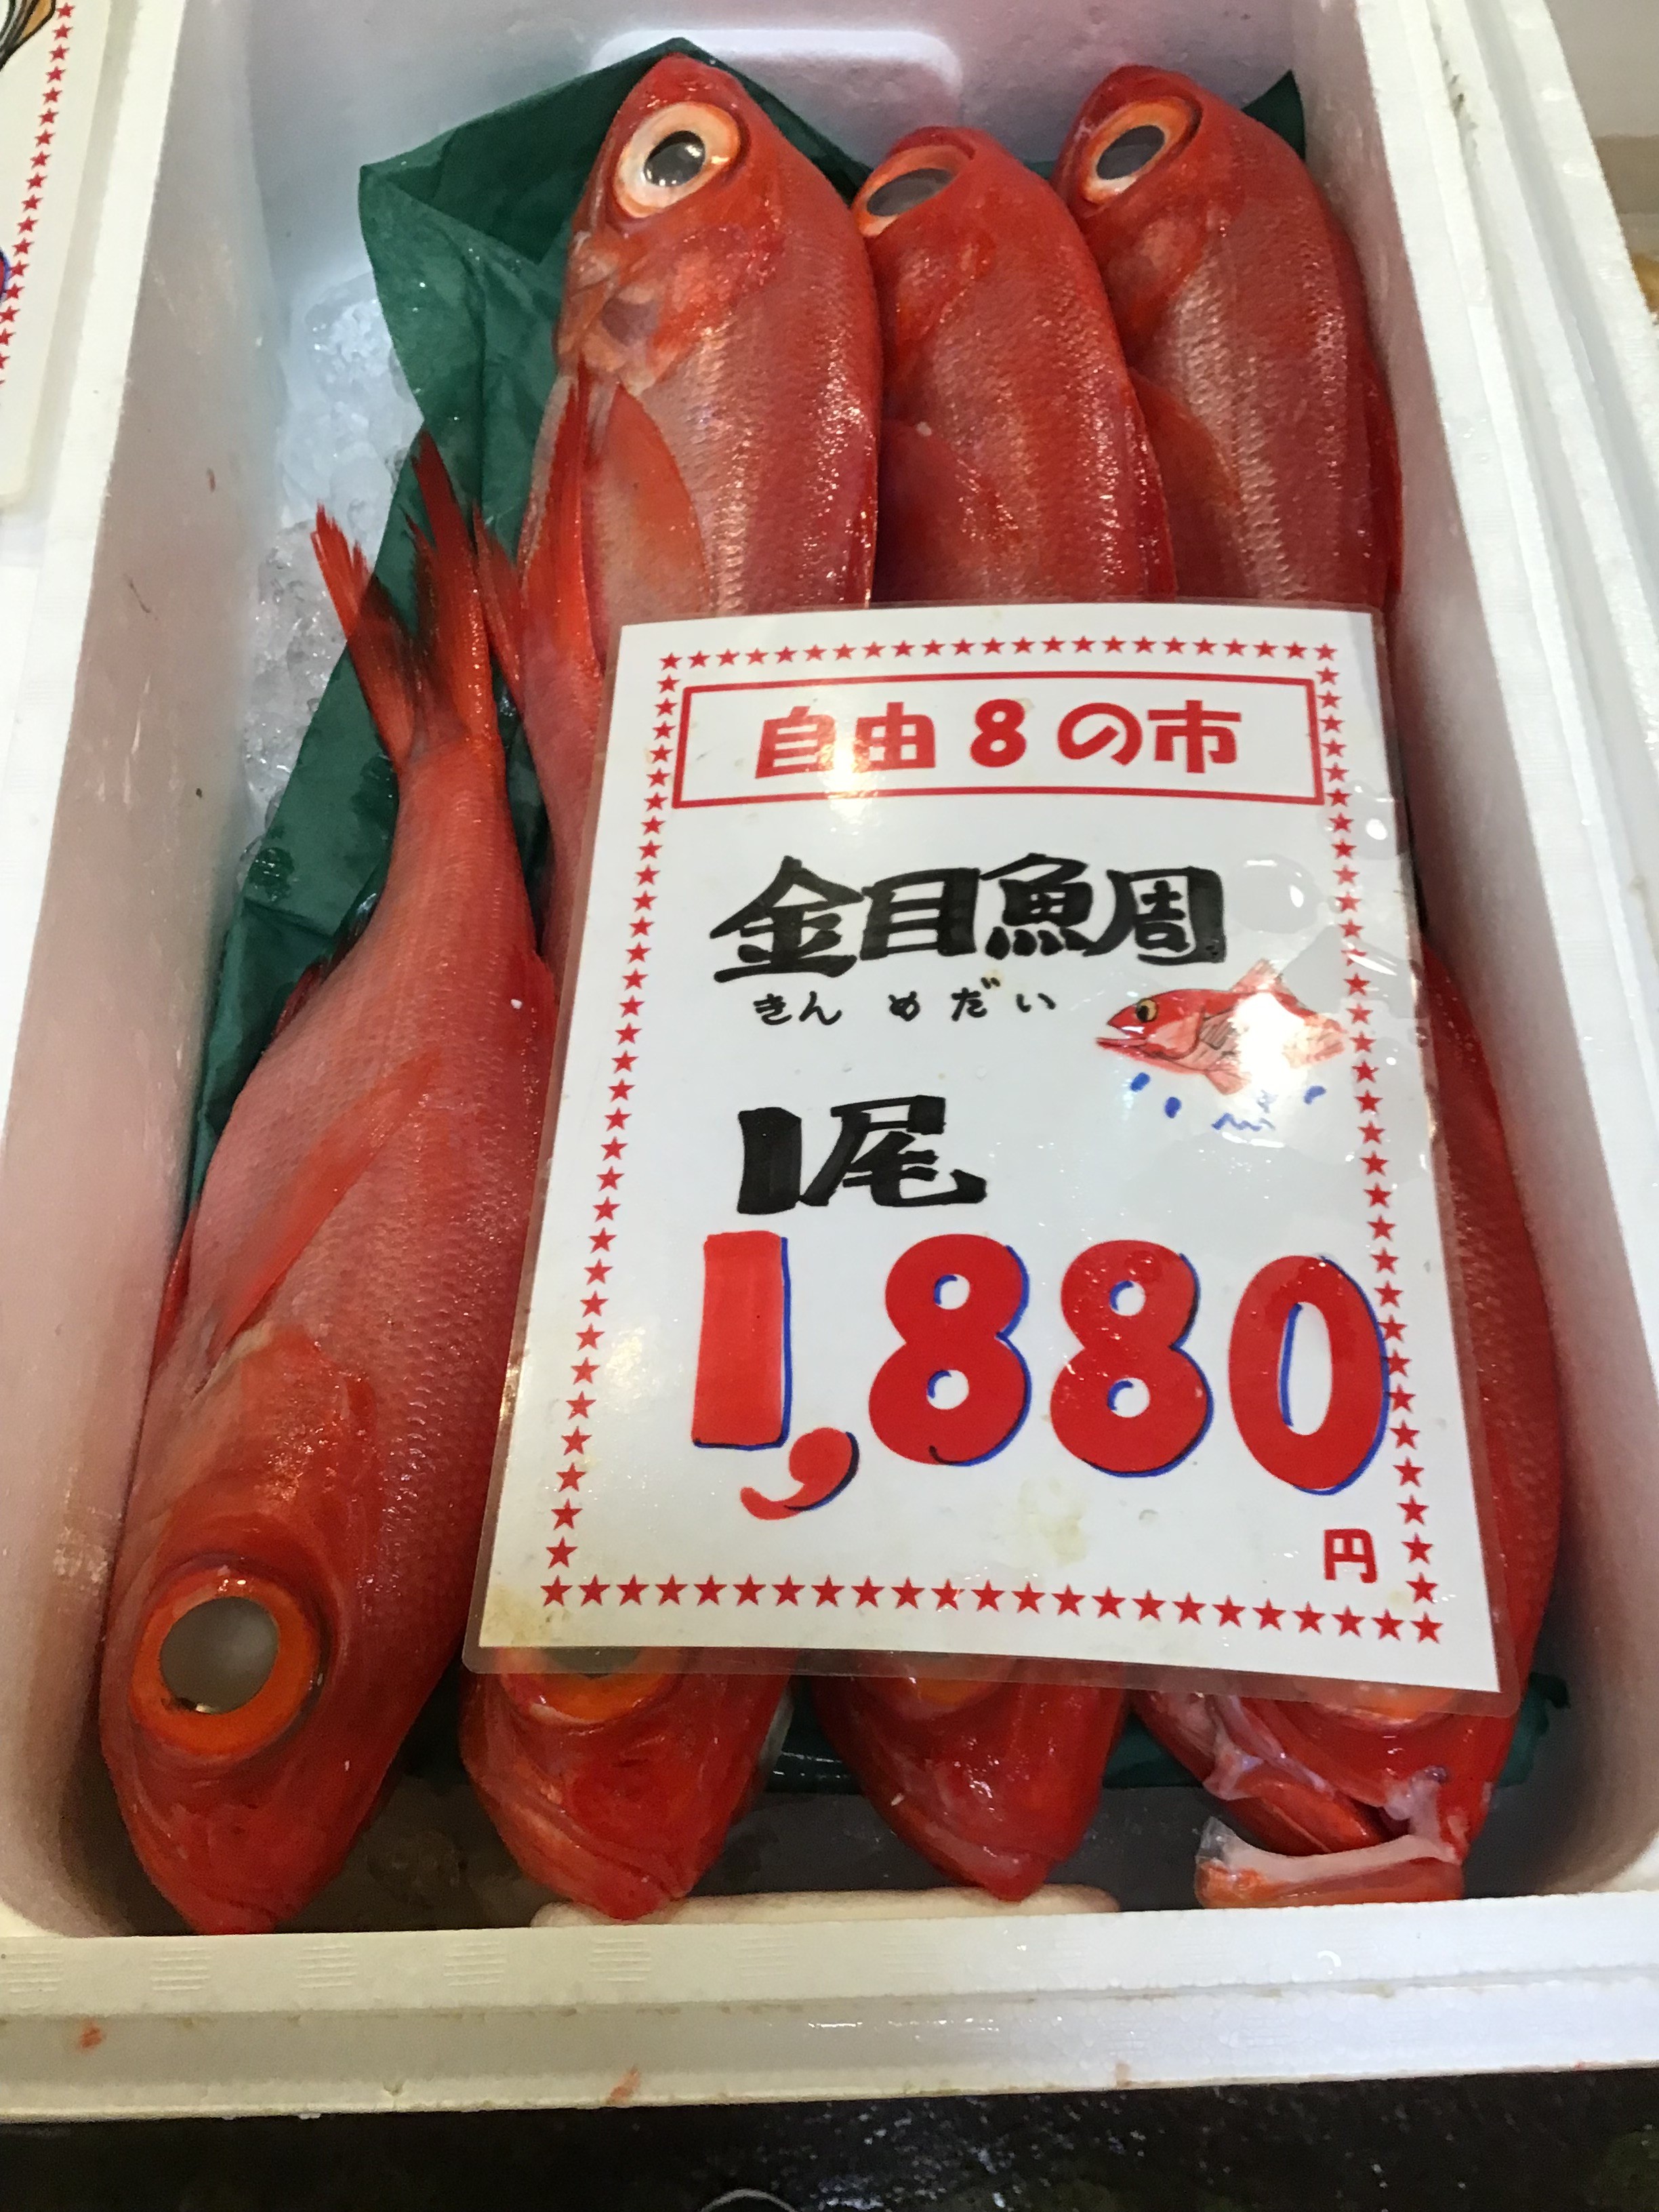 自由8の市
金目鯛
きんめだい
1尾
1,880
円